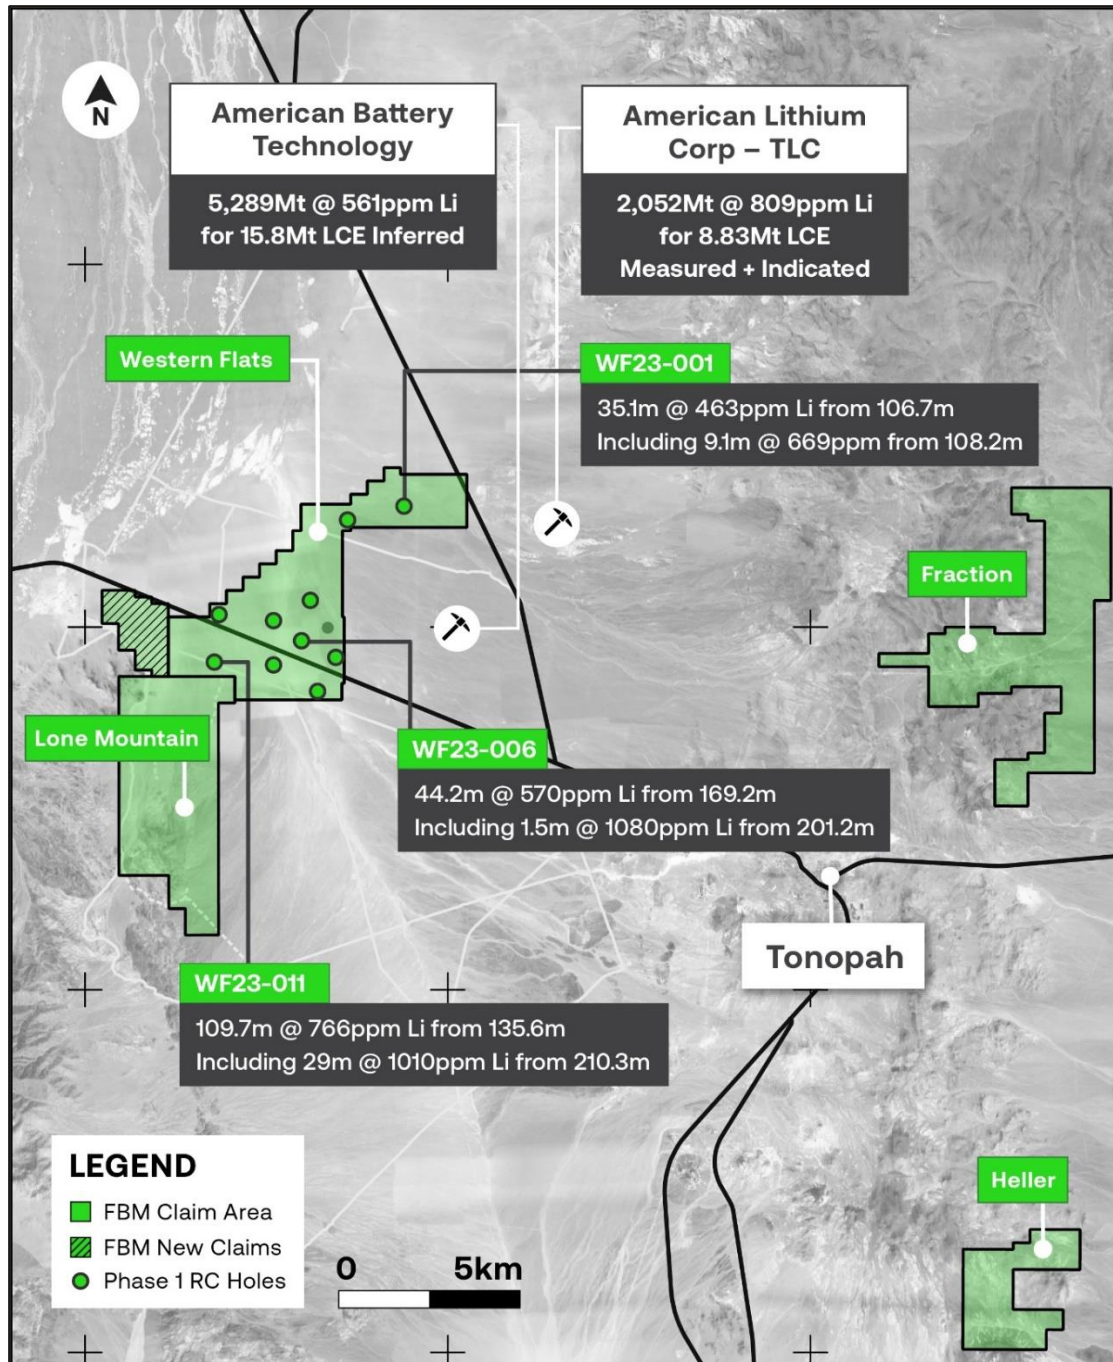 N
American Battery
Technology
5,289Mt @ 561ppm Li
for 15.8Mt LCE Inferred
American Lithium
Corp – TLC
2,052Mt @ 809ppm Li
for 8.83Mt LCE
Measured + Indicated
Western Flats
WF23-001
35.1m @ 463ppm Li from 106.7m
Including 9.1m @ 669ppm from 108.2m
Fraction
Lone Mountain
WF23-006
44.2m @ 570ppm Li from 169.2m
Including 1.5m @ 1080ppm Li from 201.2m
Tonopah
WF23-011
109.7m @ 766ppm Li from 135.6m
Including 29m @ 1010ppm Li from 210.3m
LEGEND
FBM Claim Area
FBM New Claims
Phase 1 RC Holes
0 5km
Heller